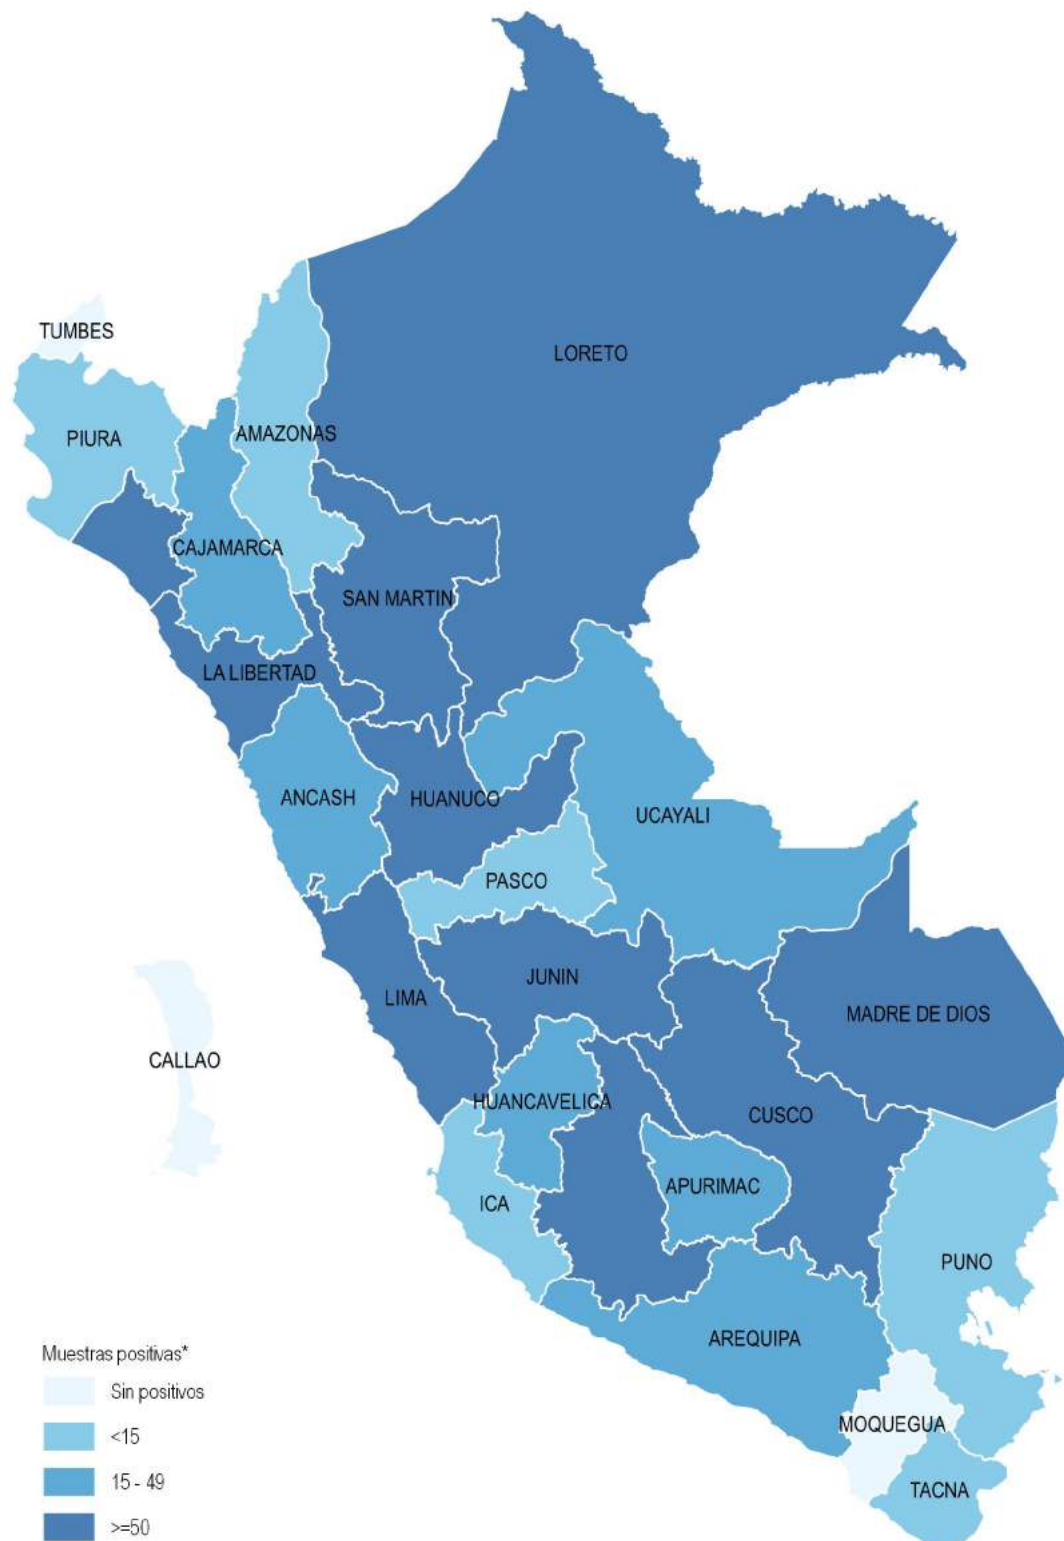 TUMBES
LORETO
PIURA
AMAZONAS
CAJAMARCA
SAN MARTIN
LA LIBERTAD
ANCASH
HUANUCO
UCAYALI
PASCO
JUNIN
LIMA
MADRE DE DIOS
CALLAO
HUANCAVELICA
CUSCO
APURIMAC
ICA
PUNO
AREQUIPA
Muestras positivas*
Sin positivos
<15
15 - 49
>=50
MOQUEGUA
TACNA